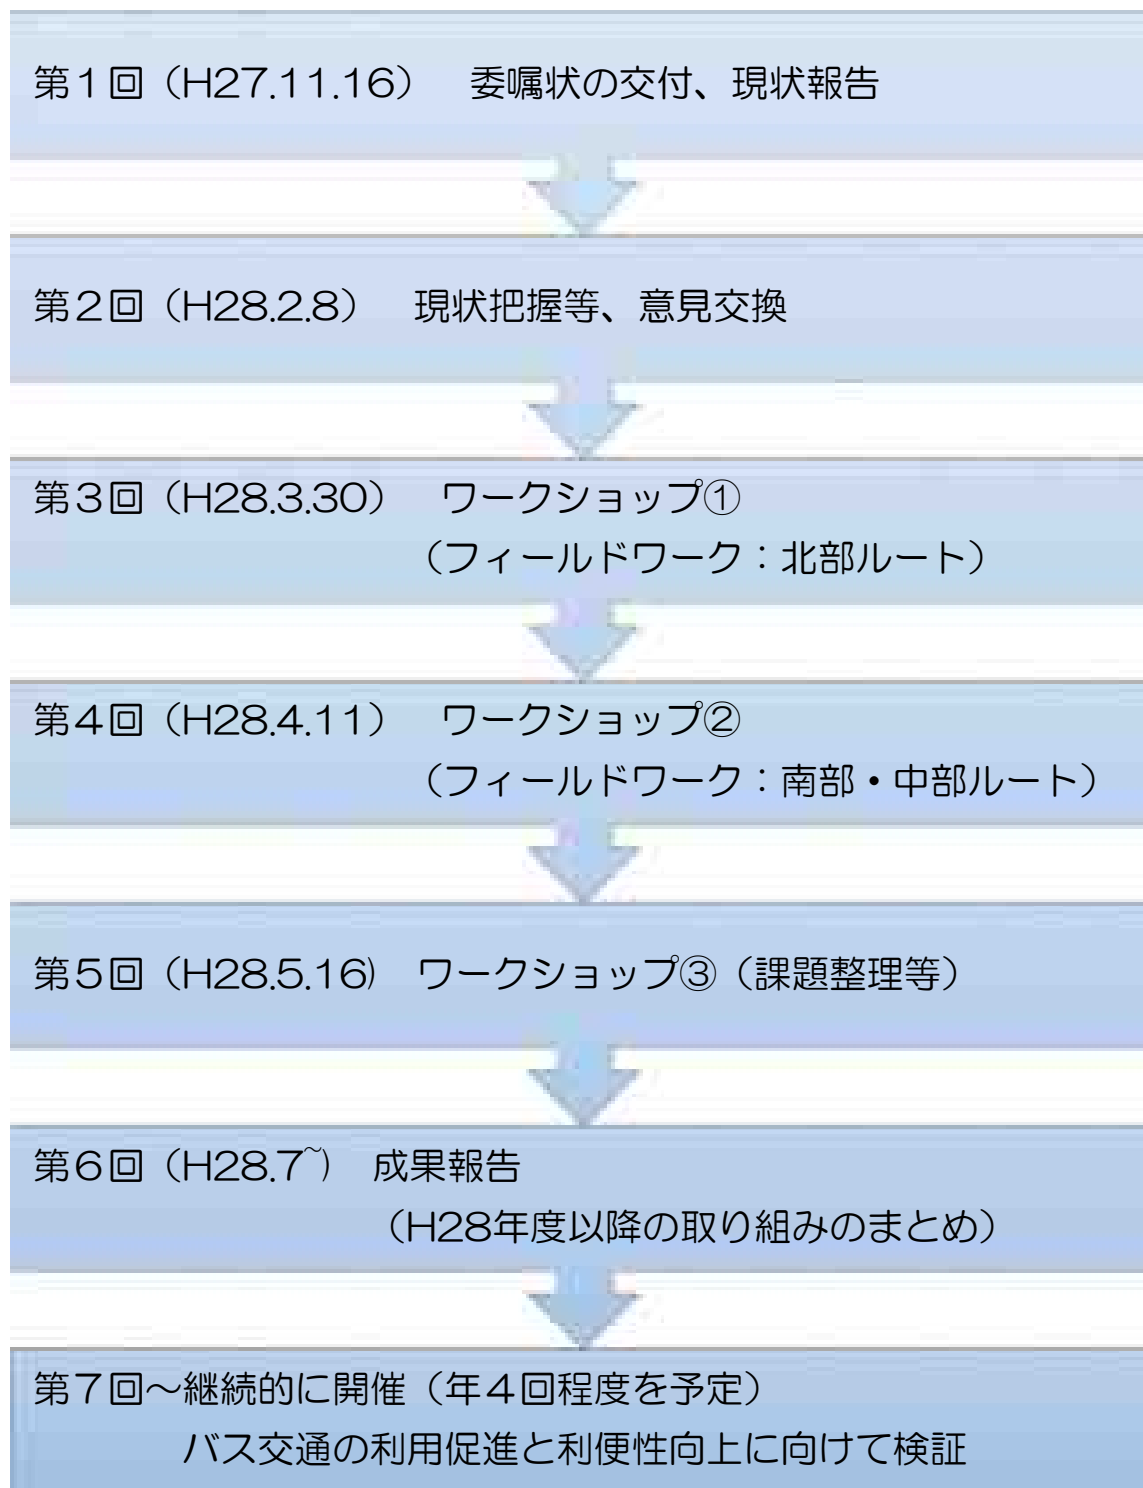 第１回（H27.11.16）　委嘱状の交付、現状報告
第２回（H28.2.8）　現状把握等、意見交換
第３回（H28.3.30）　ワークショップ①
（フィールドワーク：北部ルート）
第４回（H28.4.11）　ワークショップ②
（フィールドワーク：南部・中部ルート）
第５回（H28.5.16)　ワークショップ③（課題整理等）
第６回（H28.7~)　成果報告
（H28年度以降の取り組みのまとめ）
第７回～継続的に開催（年４回程度を予定）
バス交通の利用促進と利便性向上に向けて検証